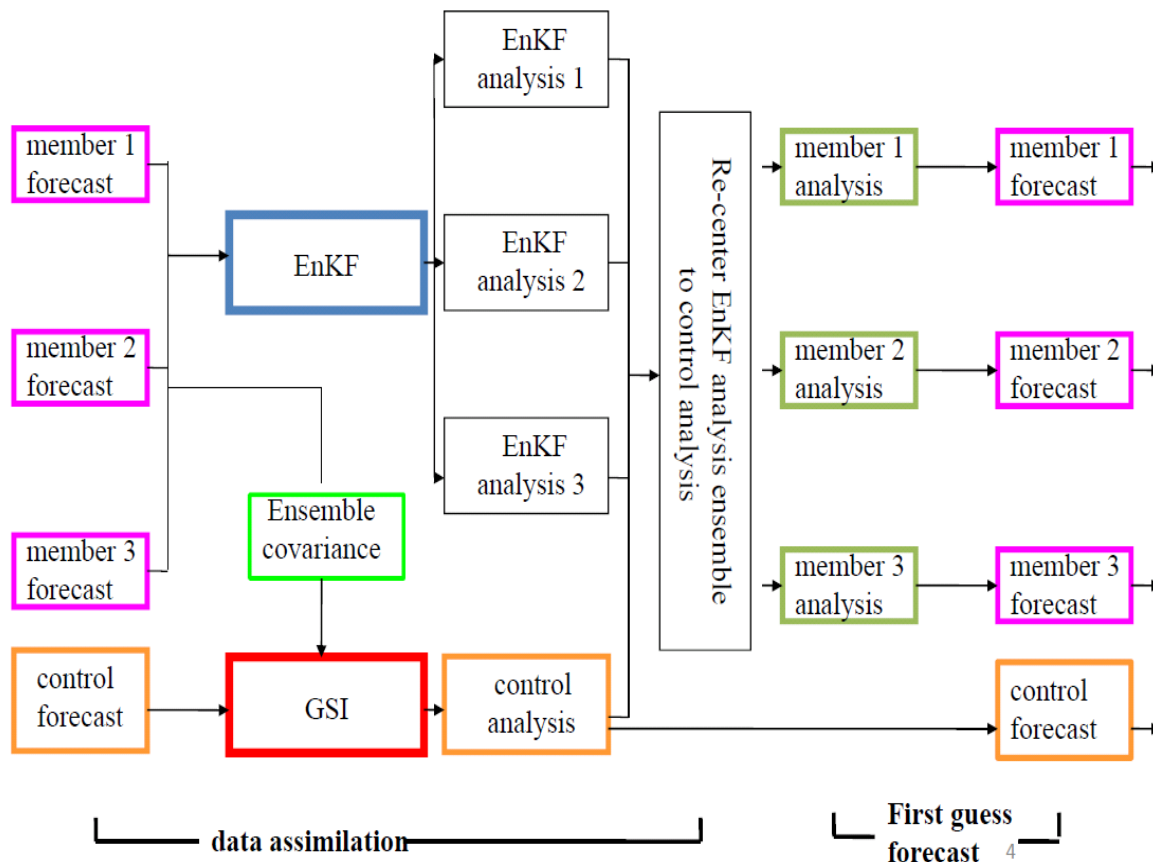 member 1
forecast
member 2
forecast
member 3
forecast
control
forecast
EnKF
Ensemble
covariance
GSI
EnKF
analysis 1
EnKF
analysis 2
EnKF
analysis 3
control
analysis
Re-center EnKF analysis ensemble
to control analysis
member 1
analysis
member 2
analysis
member 3
analysis
member 1
forecast
member 2
forecast
member 3
forecast
control
forecast
data assimilation
First guess
forecast
4